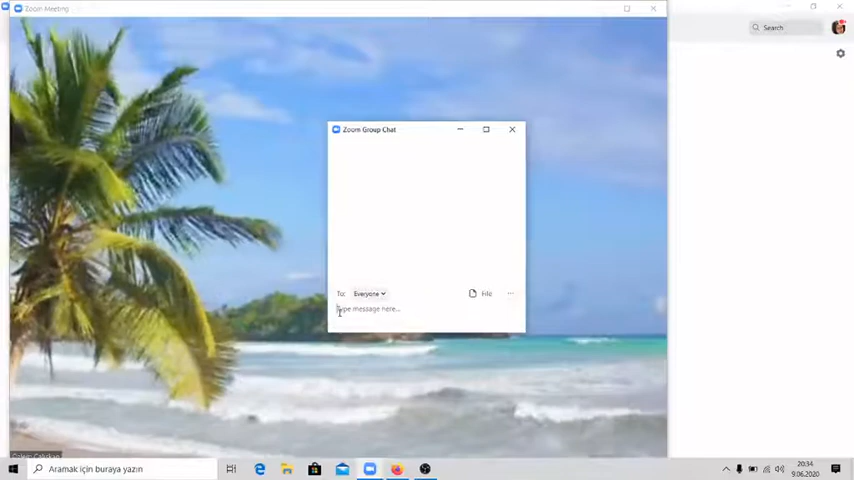 Zoom Meeting
Search
Zoom Group Chat
To: Everyone
File
Type message here...
Aramak için buraya yazın
20:34
9.06.2020